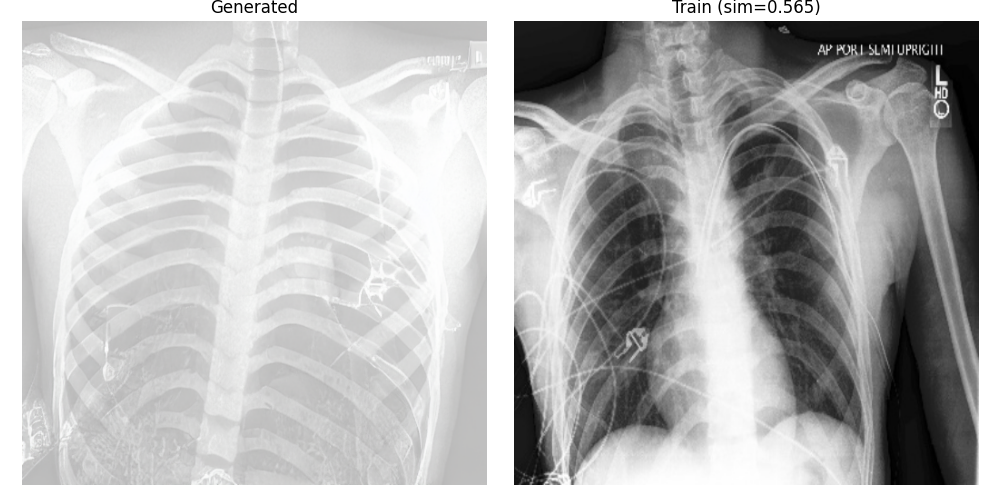 Generated
Train (sim=0.565)
AP PORT SEMI UPRIGHT
L
HD